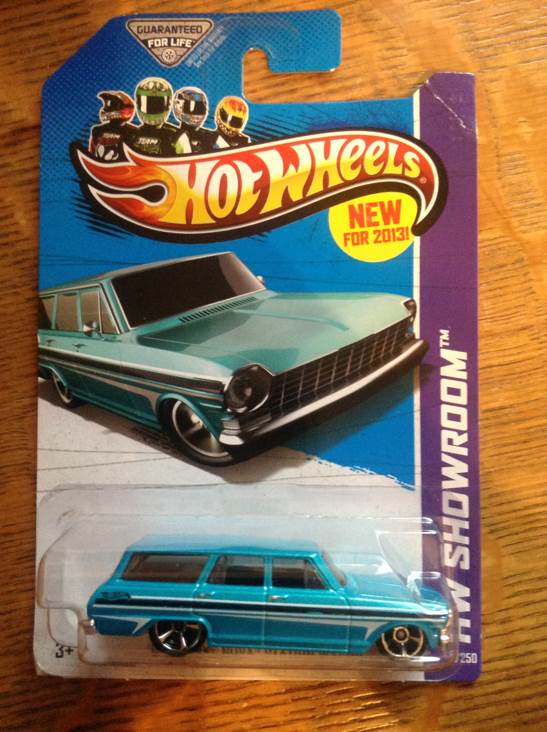 GUARANTEED
FOR LIFE
HOT WHEELS
NEW
FOR 2013!
HW SHOWROOM™
/250
3+